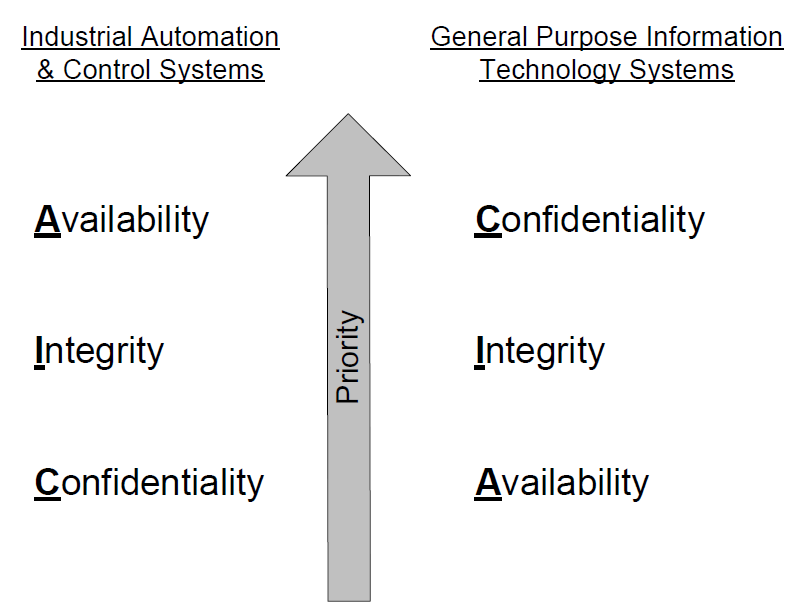 Industrial Automation
& Control Systems
General Purpose Information
Technology Systems
Availability
Integrity
Confidentiality
Priority
Confidentiality
Integrity
Availability